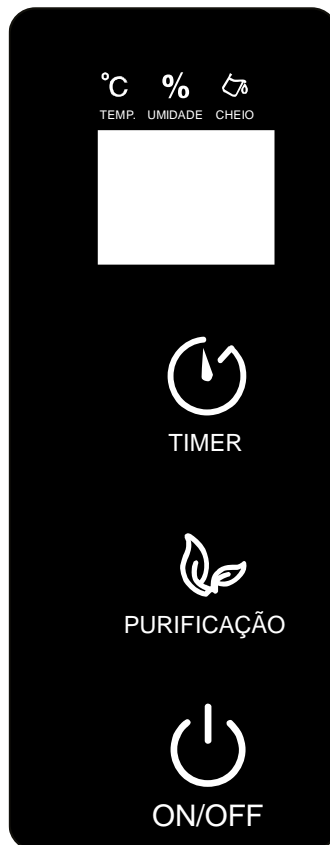 °C % 
TEMP. UMIDADE CHEIO
TIMER
PURIFICAÇÃO
ON/OFF